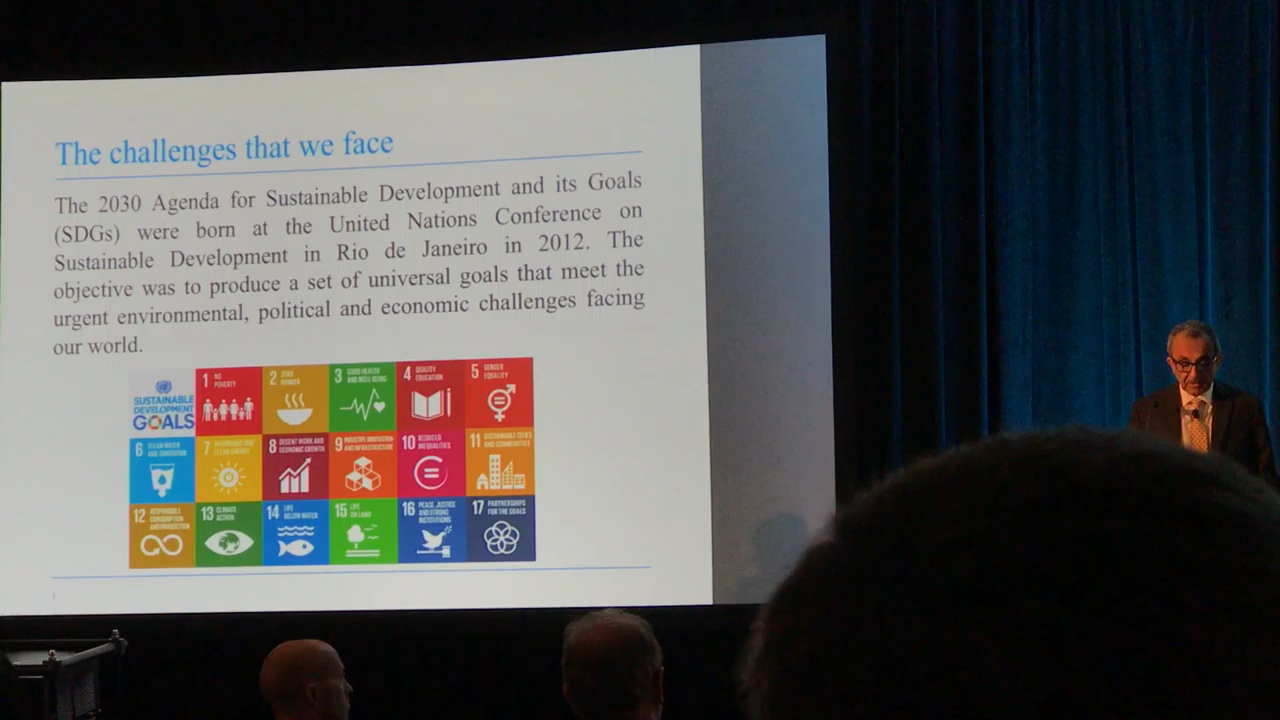 The challenges that we face
The 2030 Agenda for Sustainable Development and its Goals
(SDGs) were born at the United Nations Conference on
Sustainable Development in Rio de Janeiro in 2012. The
objective was to produce a set of universal goals that meet the
urgent environmental, political and economic challenges facing
our world.
SUSTAINABLE
DEVELOPMENT
GOALS
1 NO
POVERTY
2 ZERO
HUNGER
3 GOOD HEALTH
AND WELL-BEING
4 QUALITY
EDUCATION
5 GENDER
EQUALITY
6 CLEAN WATER
AND SANITATION
7 AFFORDABLE AND
CLEAN ENERGY
8 DECENT WORK AND
ECONOMIC GROWTH
9 INDUSTRY, INNOVATION
AND INFRASTRUCTURE
10 REDUCED
INEQUALITIES
11 SUSTAINABLE CITIES
AND COMMUNITIES
12 RESPONSIBLE
CONSUMPTION
AND PRODUCTION
13 CLIMATE
ACTION
14 LIFE
BELOW WATER
15 LIFE
ON LAND
16 PEACE, JUSTICE
AND STRONG
INSTITUTIONS
17 PARTNERSHIPS
FOR THE GOALS